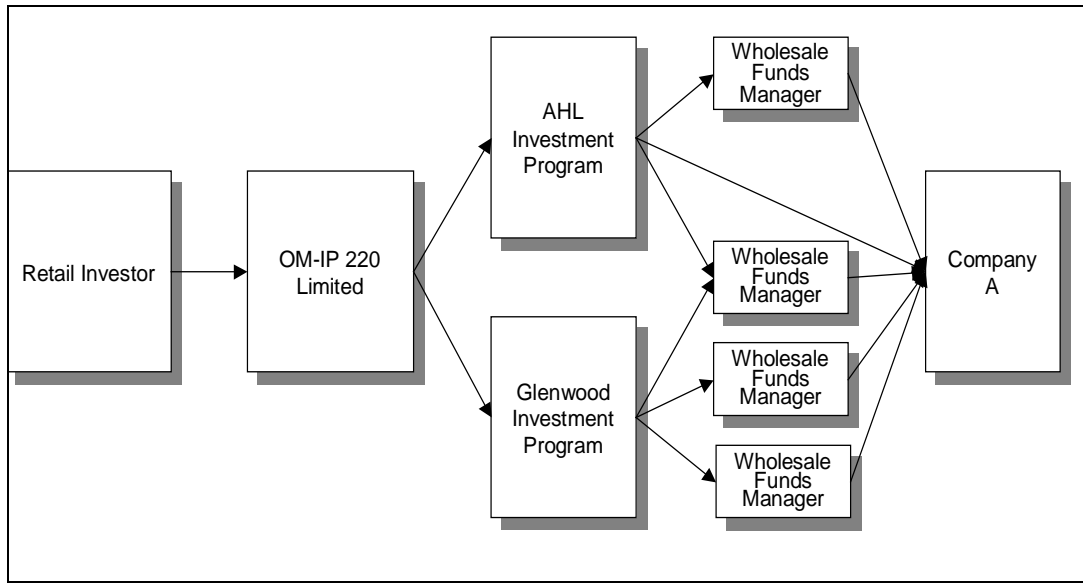 Retail Investor
OM-IP 220
Limited
AHL
Investment
Program
Glenwood
Investment
Program
Wholesale
Funds
Manager
Wholesale
Funds
Manager
Wholesale
Funds
Manager
Wholesale
Funds
Manager
Company
A